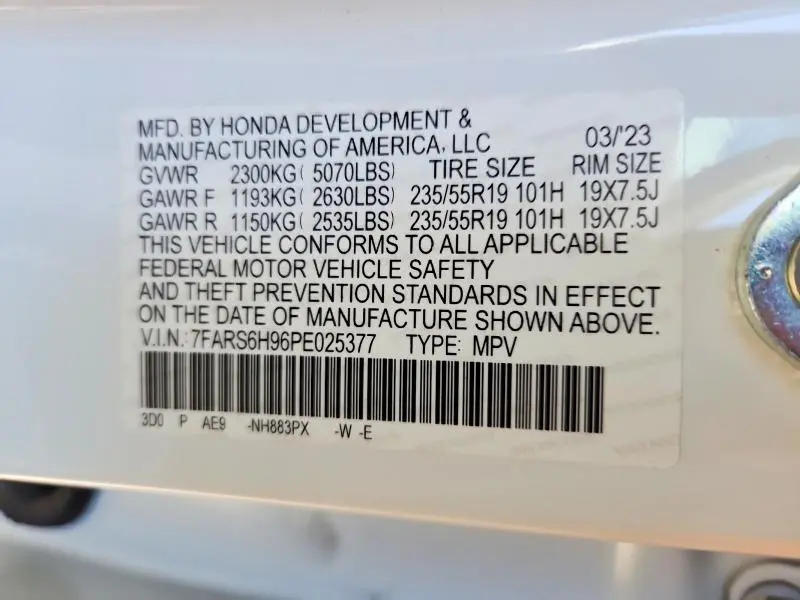 MFD. BY HONDA DEVELOPMENT &
MANUFACTURING OF AMERICA, LLC 03/'23
GVWR 2300KG( 5070LBS) TIRE SIZE RIM SIZE
GAWR F 1193KG( 2630LBS) 235/55R19 101H 19X7.5J
GAWR R 1150KG( 2535LBS) 235/55R19 101H 19X7.5J
THIS VEHICLE CONFORMS TO ALL APPLICABLE
FEDERAL MOTOR VEHICLE SAFETY
AND THEFT PREVENTION STANDARDS IN EFFECT
ON THE DATE OF MANUFACTURE SHOWN ABOVE.
V.I.N.: 7FARS6H96PE025377 TYPE: MPV
3D0 P AE9 -NH883PX -W -E